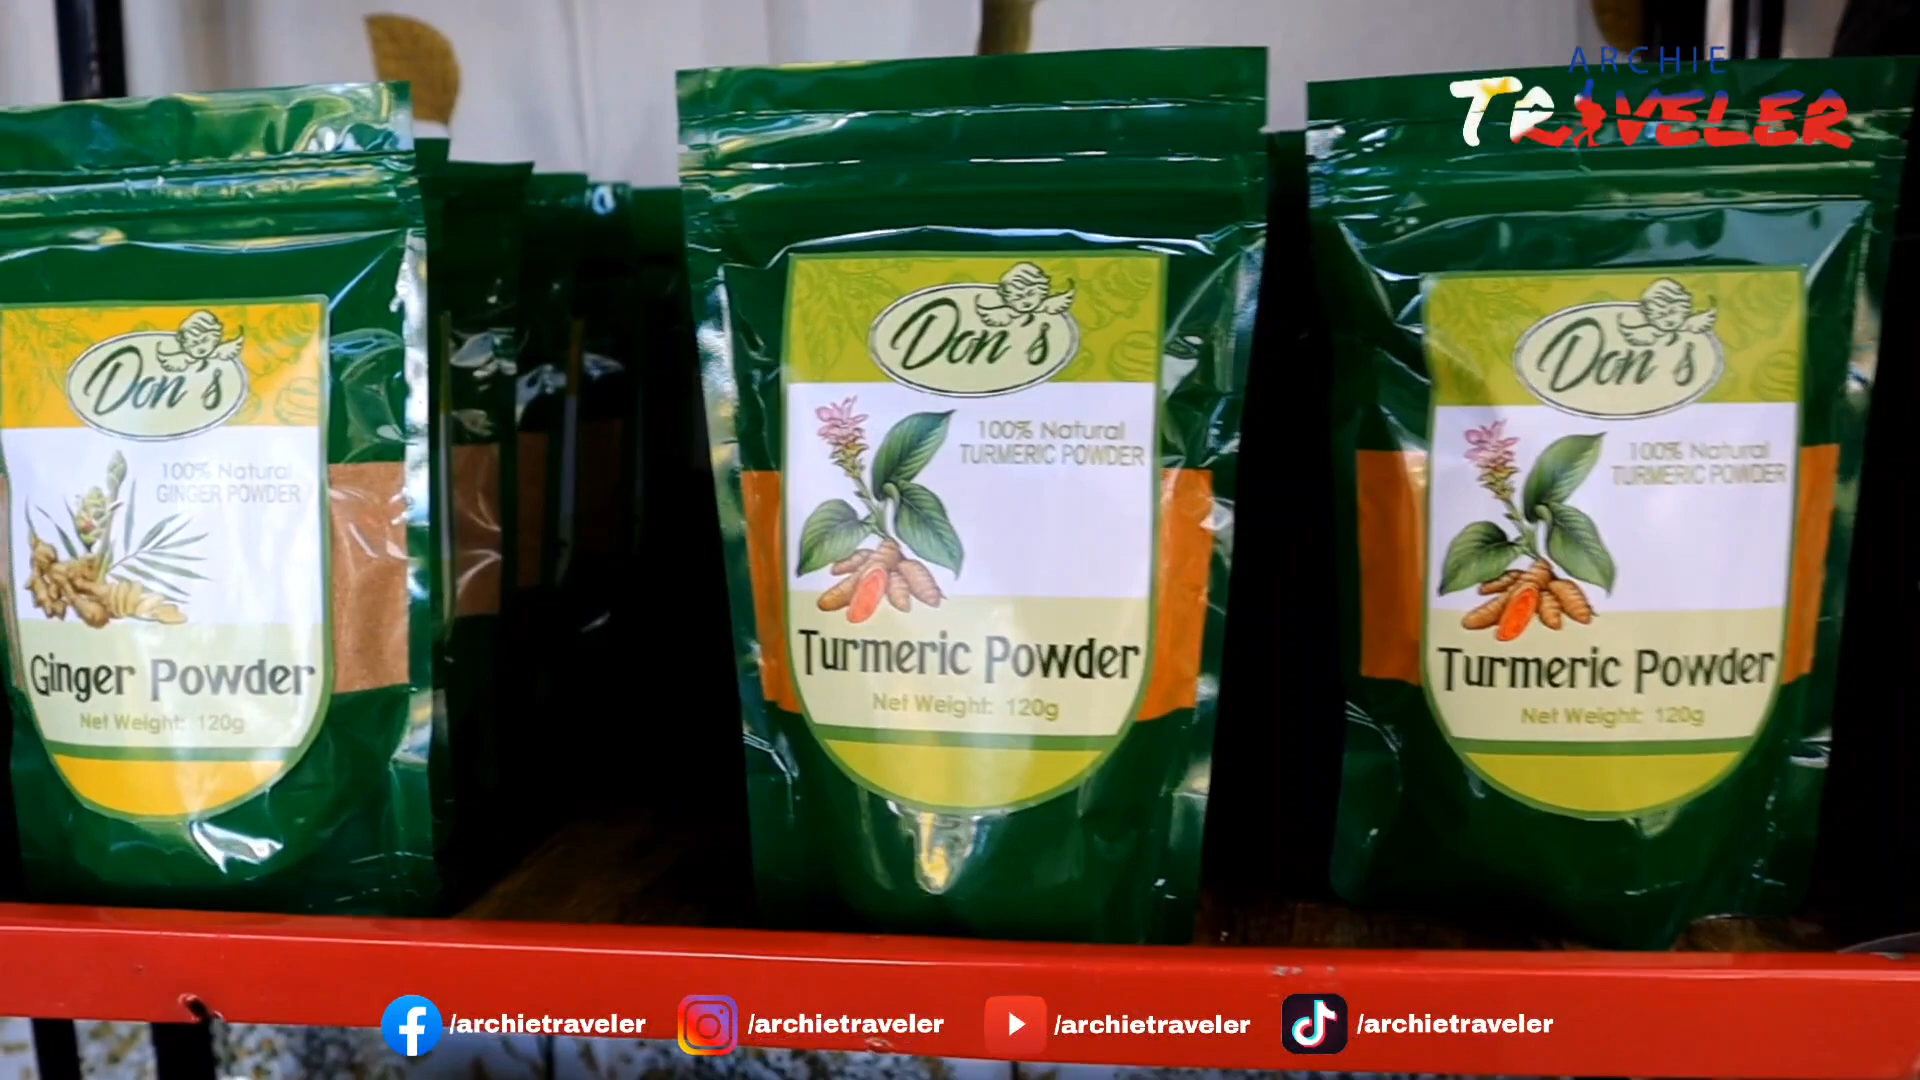 ARCHIE
TRAVELER
Don's
100% Natural
GINGER POWDER
Ginger Powder
Net Weight: 120g
Don's
100% Natural
TURMERIC POWDER
Turmeric Powder
Net Weight: 120g
Don's
100% Natural
TURMERIC POWDER
Turmeric Powder
Net Weight: 120g
/archietraveler
/archietraveler
/archietraveler
/archietraveler